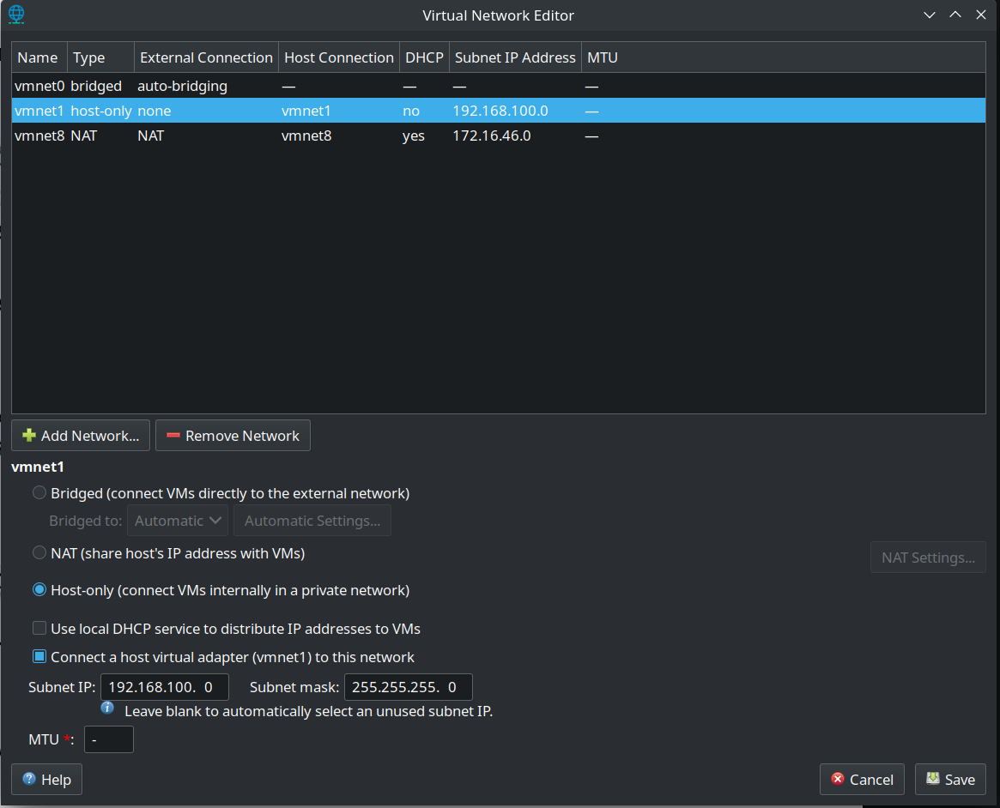 Virtual Network Editor
Name Type External Connection Host Connection DHCP Subnet IP Address MTU
vmnet0 bridged auto-bridging — — — —
vmnet1 host-only none vmnet1 no 192.168.100.0 —
vmnet8 NAT NAT vmnet8 yes 172.16.46.0 —
Add Network... Remove Network
vmnet1
Bridged (connect VMs directly to the external network)
Bridged to: Automatic Automatic Settings...
NAT (share host's IP address with VMs)
NAT Settings...
Host-only (connect VMs internally in a private network)
Use local DHCP service to distribute IP addresses to VMs
Connect a host virtual adapter (vmnet1) to this network
Subnet IP: 192.168.100. 0 Subnet mask: 255.255.255. 0
Leave blank to automatically select an unused subnet IP.
MTU *: -
Help Cancel Save